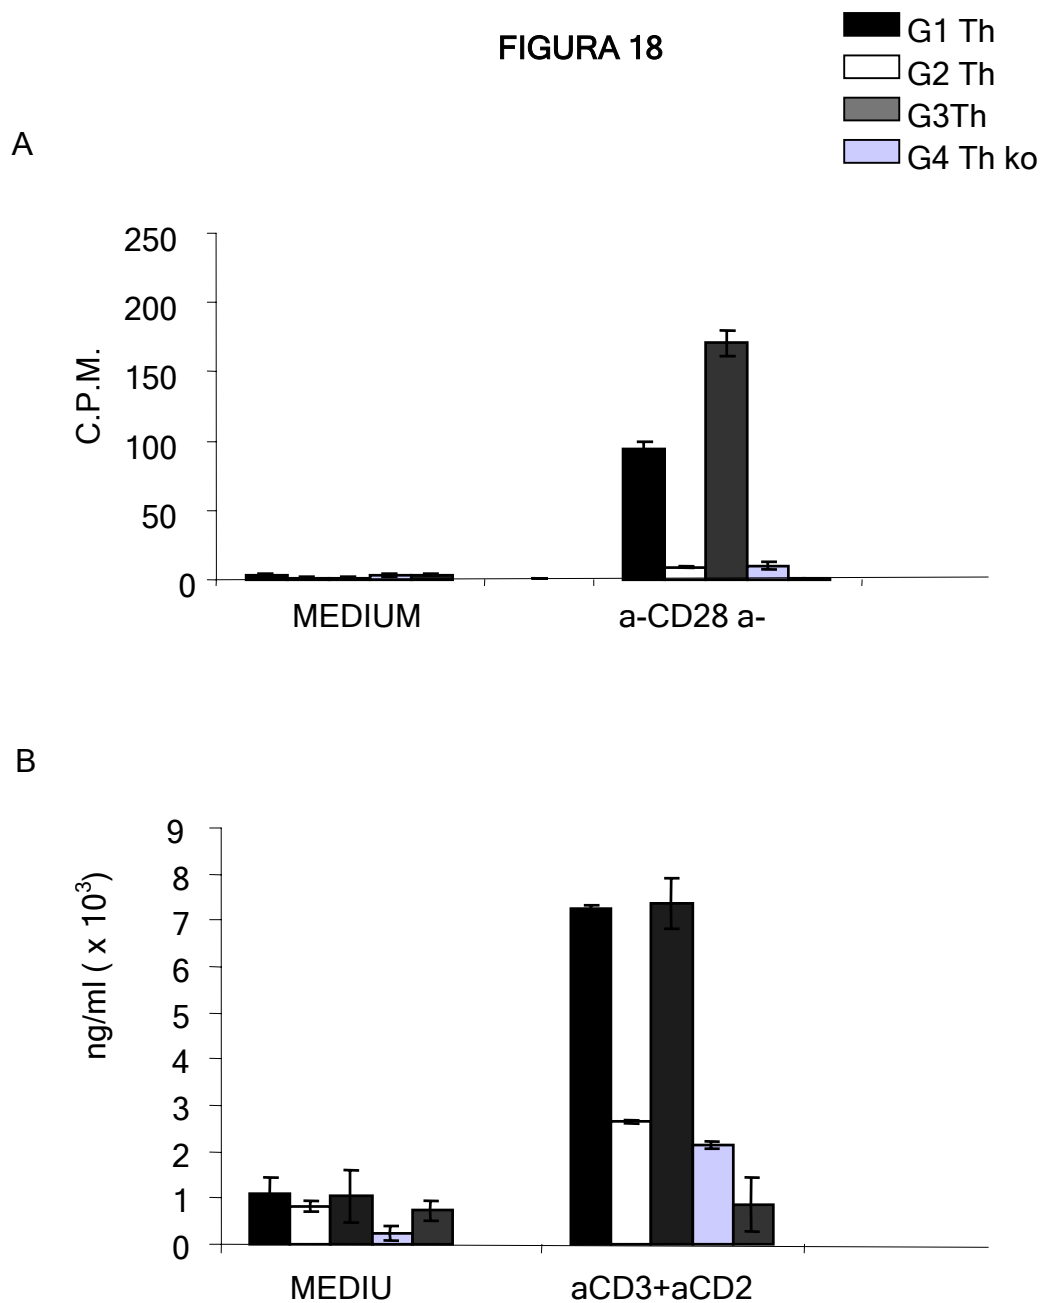 FIGURA 18
G1 Th
G2 Th
G3Th
G4 Th ko
A
C.P.M.
250
200
150
100
50
0
MEDIUM
a-CD28 a-
B
ng/ml ( x 10³)
9
8
7
6
5
4
3
2
1
0
MEDIU
aCD3+aCD2